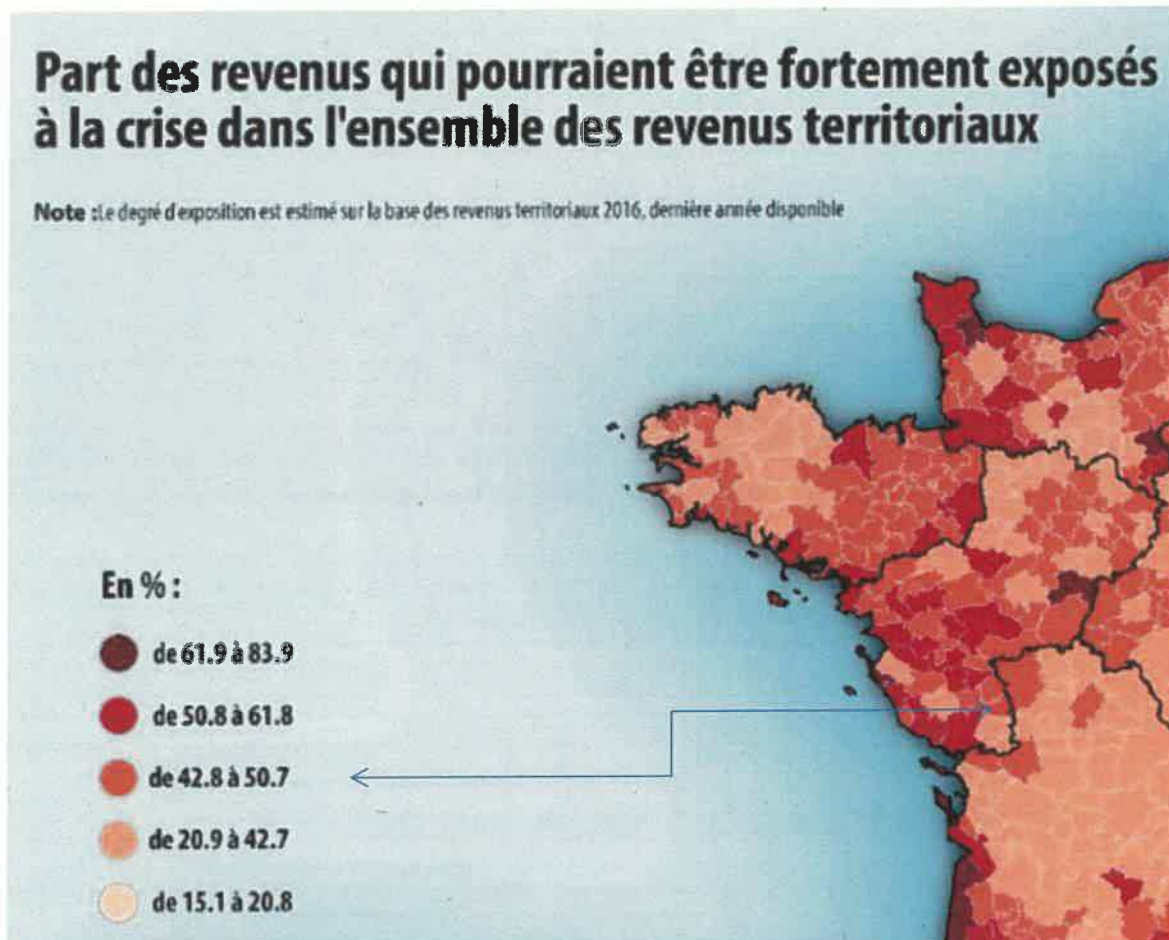 Part des revenus qui pourraient être fortement exposés
à la crise dans l'ensemble des revenus territoriaux
Note :Le degré d'exposition est estimé sur la base des revenus territoriaux 2016, dernière année disponible
En % :
de 61.9 à 83.9
de 50.8 à 61.8
de 42.8 à 50.7
de 20.9 à 42.7
de 15.1 à 20.8